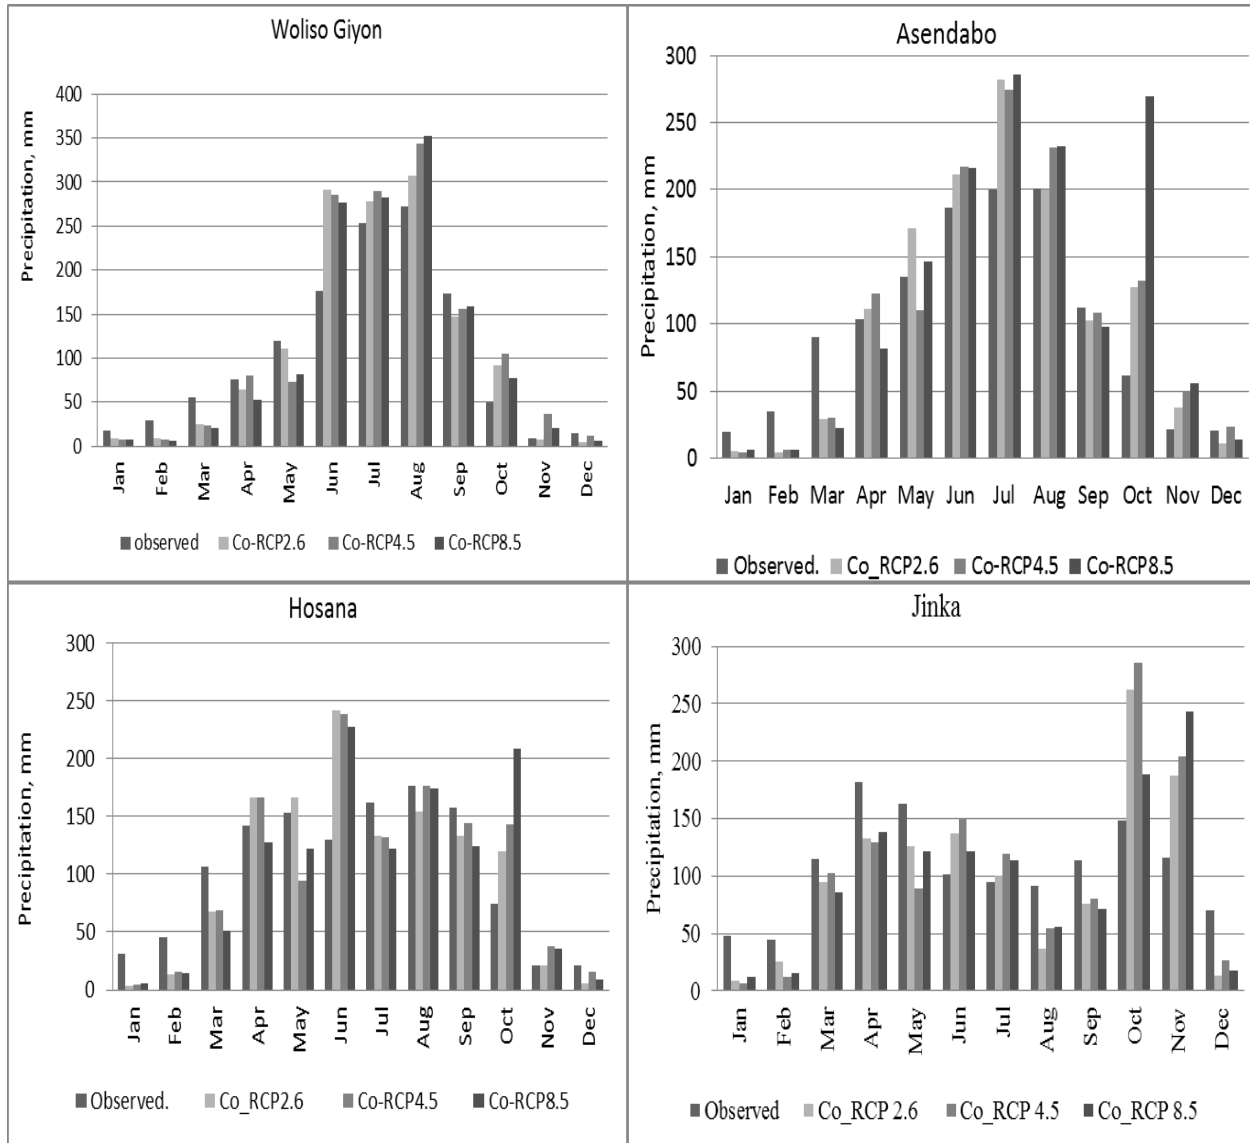 Woliso Giyon
Precipitation, mm
400
350
300
250
200
150
100
50
0
Jan Feb Mar Apr May Jun Jul Aug Sep Oct Nov Dec
observed Co-RCP2.6 Co-RCP4.5 Co-RCP8.5
Asendabo
Precipitation, mm
300
250
200
150
100
50
0
Jan Feb Mar Apr May Jun Jul Aug Sep Oct Nov Dec
Observed. Co_RCP2.6 Co-RCP4.5 Co-RCP8.5
Hosana
Precipitation, mm
300
250
200
150
100
50
0
Jan Feb Mar Apr May Jun Jul Aug Sep Oct Nov Dec
Observed. Co_RCP2.6 Co-RCP4.5 Co-RCP8.5
Jinka
Precipitation, mm
300
250
200
150
100
50
0
Jan Feb Mar Apr May Jun Jul Aug Sep Oct Nov Dec
Observed Co_RCP 2.6 Co_RCP 4.5 Co_RCP 8.5